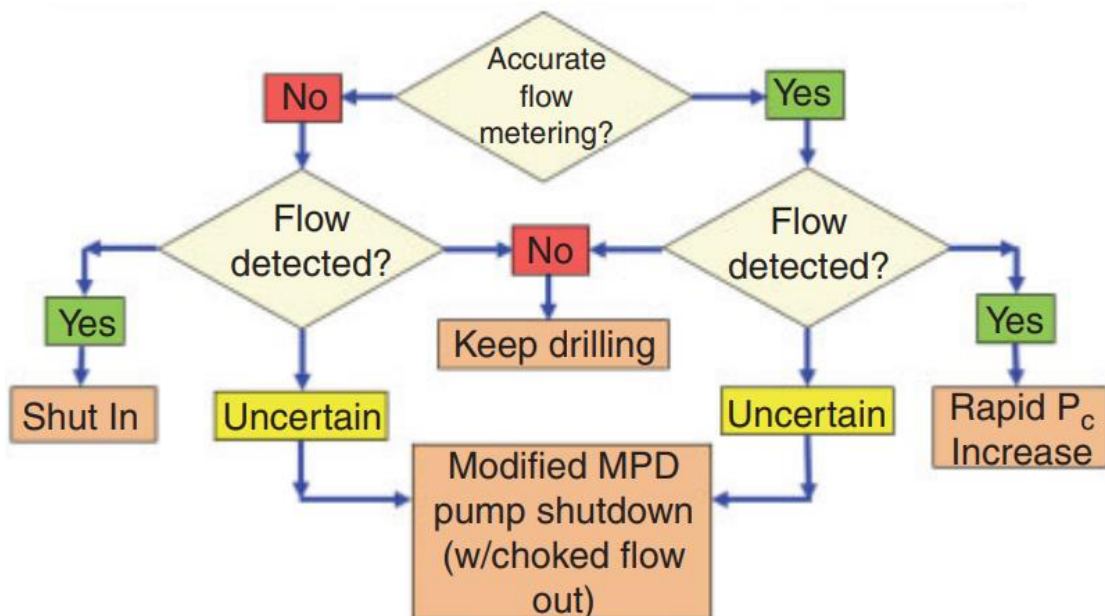 Accurate
flow
metering?
No
Yes
Flow
detected?
No
Flow
detected?
Yes
Keep drilling
Yes
Shut In
Uncertain
Uncertain
Rapid Pc
Increase
Modified MPD
pump shutdown
(w/choked flow
out)